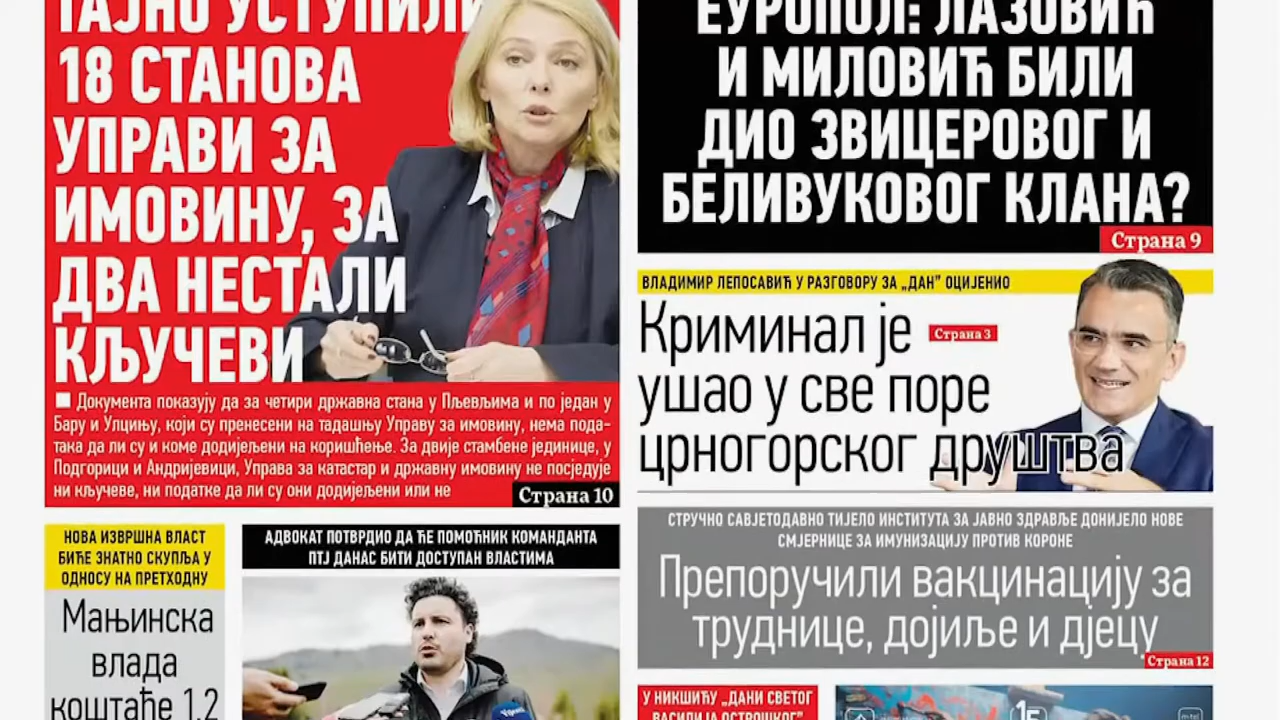 ТАЈНО УСТУПИЛИ
18 СТАНОВА
УПРАВИ ЗА
ИМОВИНУ, ЗА
ДВА НЕСТАЛИ
КЉУЧЕВИ
Документа показују да за четири државна стана у Пљевљима и по један у
Бару и Улцињу, који су пренесени на тадашњу Управу за имовину, нема пода-
така да ли су и коме додијељени на коришћење. За двије стамбене јединице, у
Подгорици и Андријевици, Управа за катастар и државну имовину не посједује
ни кључеве, ни податке да ли су они додијељени или не
Страна 10
ЕУРОПОЛ: ЛАЗОВИЋ
И МИЛОВИЋ БИЛИ
ДИО ЗВИЦЕРОВОГ И
БЕЛИВУКОВОГ КЛАНА?
Страна 9
ВЛАДИМИР ЛЕПОСАВИЋ У РАЗГОВОРУ ЗА „ДАН” ОЦИЈЕНИО
Криминал је
Страна 3
ушао у све поре
црногорског друштва
СТРУЧНО САВЈЕТОДАВНО ТИЈЕЛО ИНСТИТУТА ЗА ЈАВНО ЗДРАВЉЕ ДОНИЈЕЛО НОВЕ
СМЈЕРНИЦЕ ЗА ИМУНИЗАЦИЈУ ПРОТИВ КОРОНЕ
Препоручили вакцинацију за
труднице, дојиље и дјецу
Страна 12
НОВА ИЗВРШНА ВЛАСТ
БИЋЕ ЗНАТНО СКУПЉА У
ОДНОСУ НА ПРЕТХОДНУ
Мањинска
влада
коштаће 1,2
АДВОКАТ ПОТВРДИО ДА ЋЕ ПОМОЋНИК КОМАНДАНТА
ПТЈ ДАНАС БИТИ ДОСТУПАН ВЛАСТИМА
У НИКШИЋУ „ДАНИ СВЕТОГ
ВАСИЛИЈА ОСТРОШКОГ”